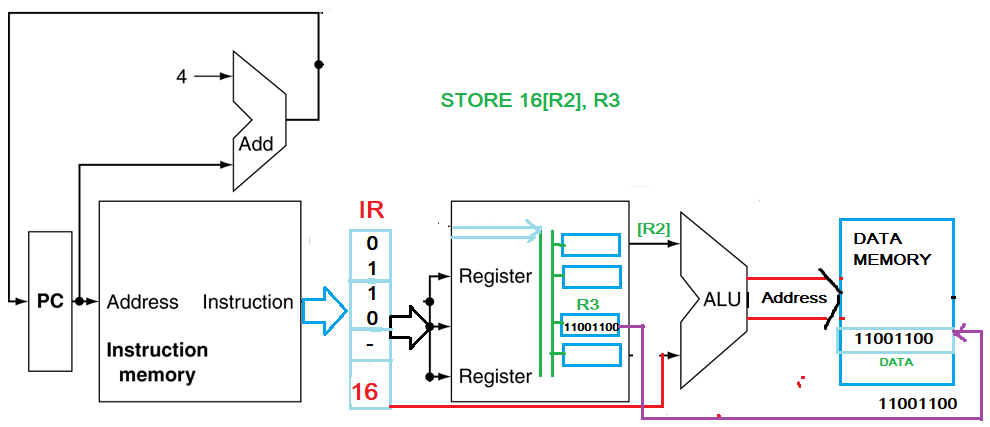 4
Add
STORE 16[R2], R3
PC
Address
Instruction
Instruction
memory
IR
0
1
1
0
-
16
Register
Register
R3
11001100
[R2]
ALU
Address
DATA
MEMORY
11001100
DATA
11001100